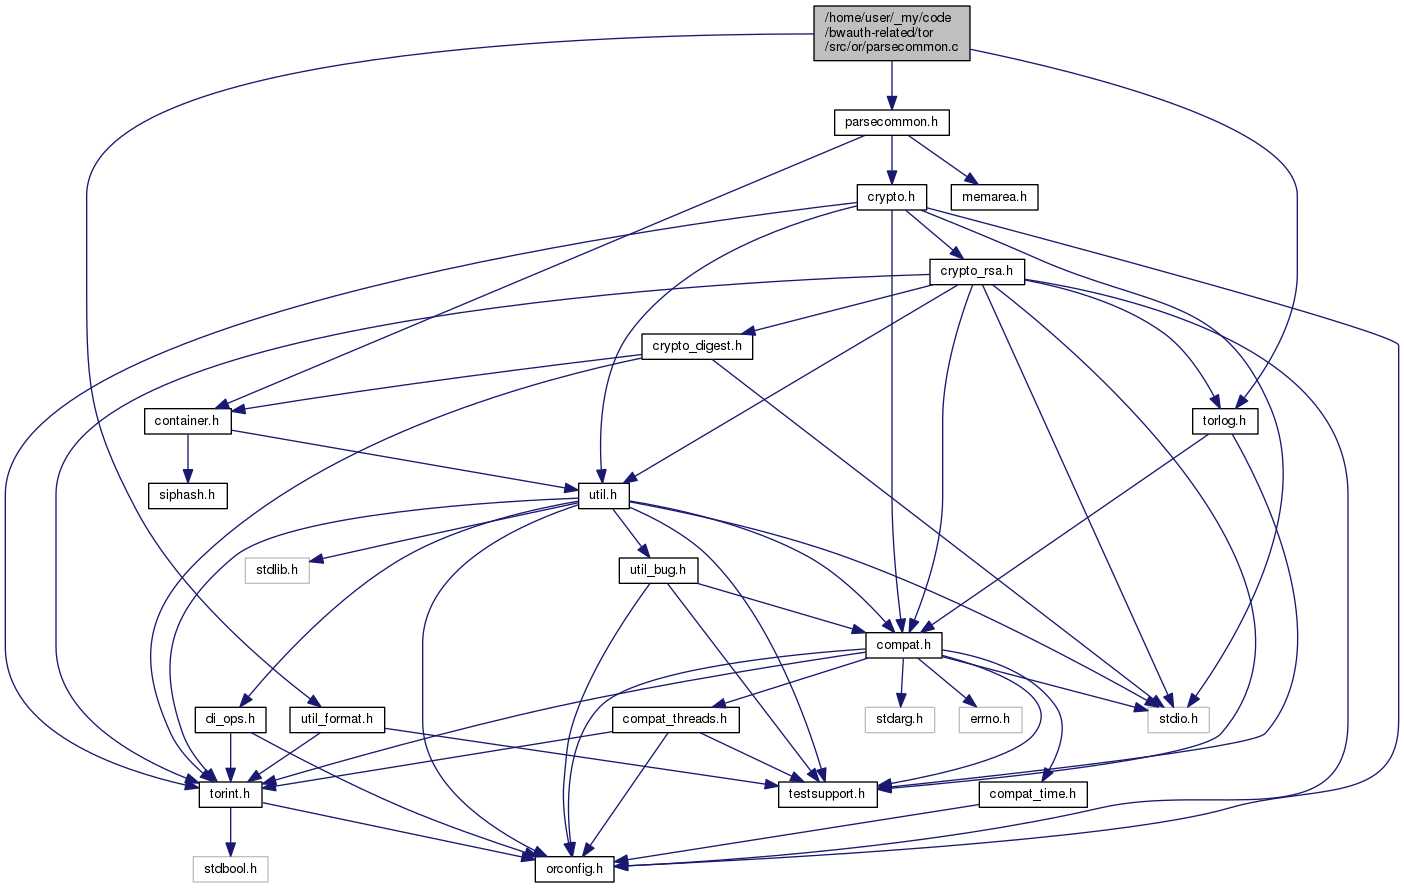 /home/user/_my/code
/bwauth-related/tor
/src/or/parsecommon.c
parsecommon.h
crypto.h
memarea.h
crypto_rsa.h
crypto_digest.h
container.h
torlog.h
siphash.h
util.h
stdlib.h
util_bug.h
compat.h
di_ops.h
util_format.h
compat_threads.h
stdarg.h
errno.h
stdio.h
torint.h
testsupport.h
compat_time.h
stdbool.h
orconfig.h